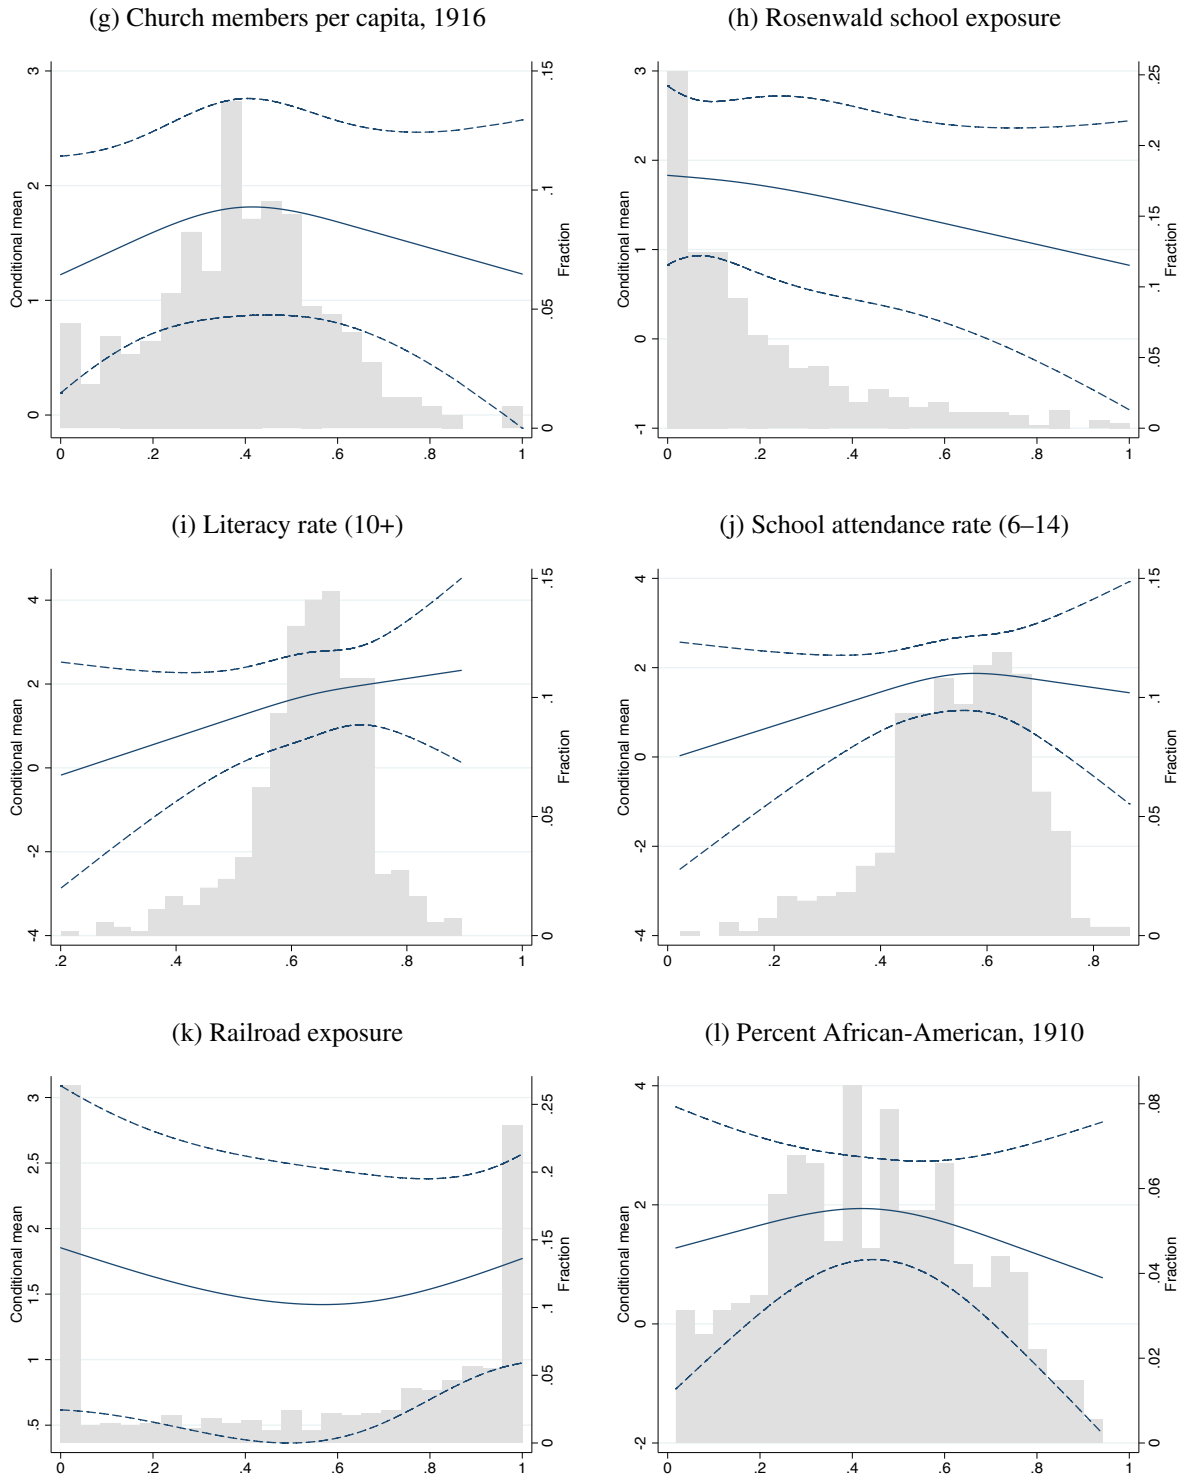 (g) Church members per capita, 1916
(h) Rosenwald school exposure
3
2
1
0
Conditional mean
.15
.1
.05
0
Fraction
0 .2 .4 .6 .8 1
3
2
1
0
-1
Conditional mean
.25
.2
.15
.1
.05
0
Fraction
0 .2 .4 .6 .8 1
(i) Literacy rate (10+)
(j) School attendance rate (6–14)
4
2
0
-2
-4
Conditional mean
.15
.1
.05
0
Fraction
.2 .4 .6 .8 1
4
2
0
-2
-4
Conditional mean
.15
.1
.05
0
Fraction
0 .2 .4 .6 .8
(k) Railroad exposure
(l) Percent African-American, 1910
3
2.5
2
1.5
1
.5
Conditional mean
.25
.2
.15
.1
.05
0
Fraction
0 .2 .4 .6 .8 1
4
2
0
-2
Conditional mean
.08
.06
.04
.02
0
Fraction
0 .2 .4 .6 .8 1